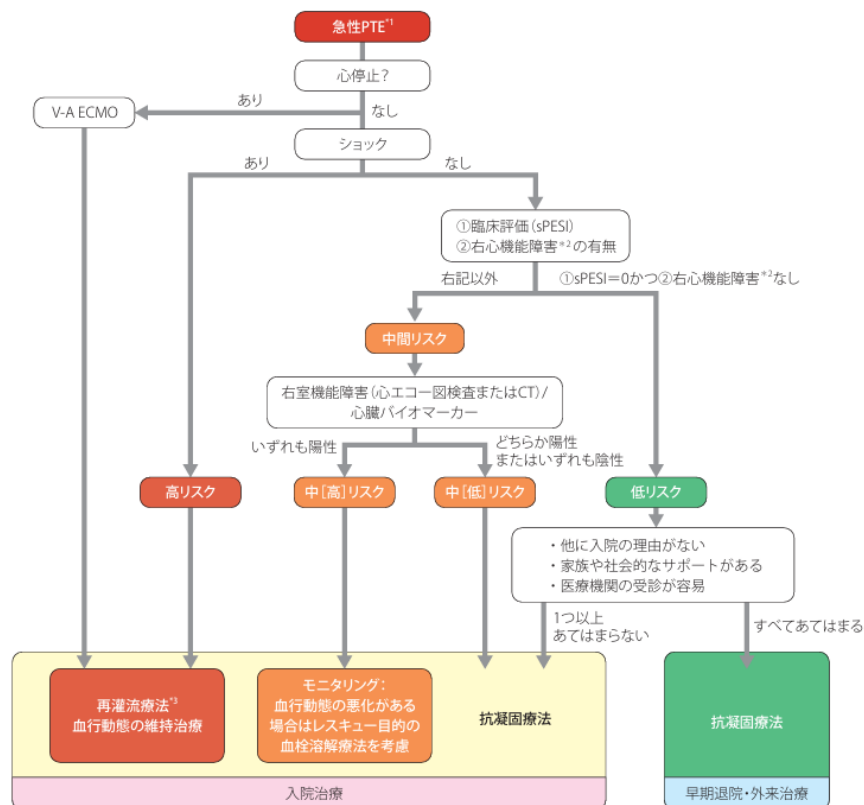 急性PTE*1
心停止?
あり
なし
V-A ECMO
ショック
あり
なし
①臨床評価(sPESI)
②右心機能障害*2の有無
右記以外
①sPESI=0かつ②右心機能障害*2なし
中間リスク
右室機能障害(心エコー図検査またはCT)/
心臓バイオマーカー
いずれも陽性
どちらか陽性
またはいずれも陰性
高リスク
中[高]リスク
中[低]リスク
低リスク
・他に入院の理由がない
・家族や社会的なサポートがある
・医療機関の受診が容易
1つ以上
あてはまらない
すべてあてはまる
再灌流療法*3
血行動態の維持治療
モニタリング:
血行動態の悪化がある
場合はレスキュー目的の
血栓溶解療法を考慮
抗凝固療法
抗凝固療法
入院治療
早期退院・外来治療